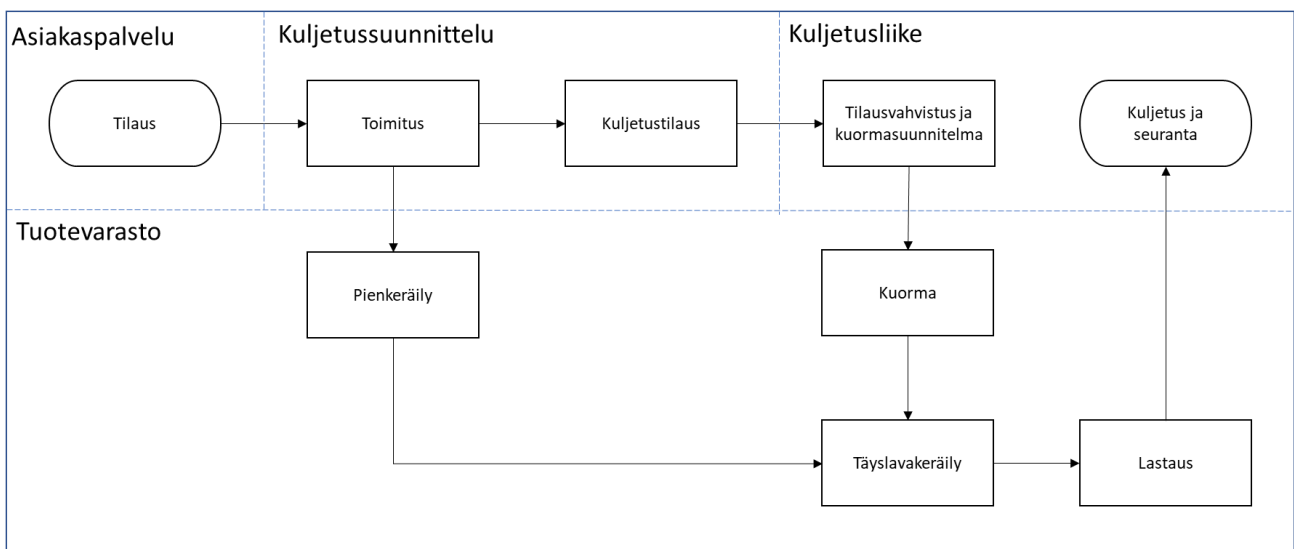 Asiakaspalvelu
Kuljetussuunnittelu
Kuljetusliike
Tilaus
Toimitus
Kuljetustilaus
Tilausvahvistus ja
kuormasuunnitelma
Kuljetus ja
seuranta
Tuotevarasto
Pienkeräily
Kuorma
Täyslavakeräily
Lastaus